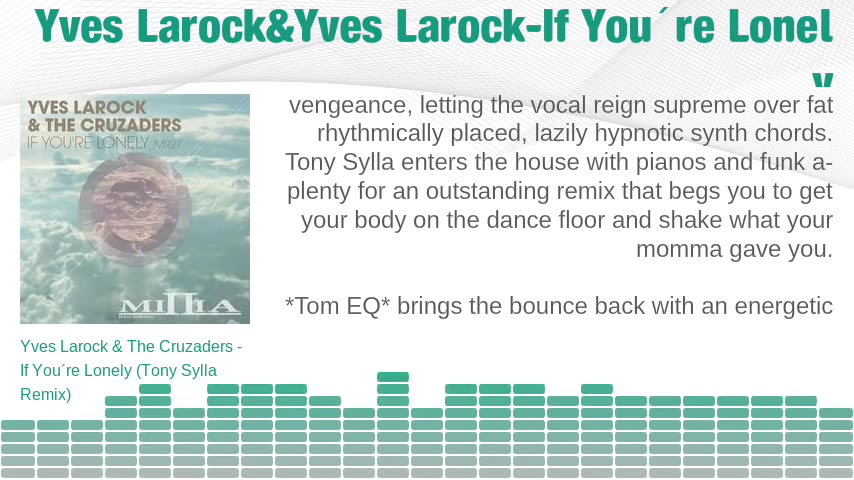 Yves Larock&Yves Larock-If You´re Lonel
y
YVES LAROCK
& THE CRUZADERS
IF YOU'RE LONELY MR27
MILLIA
RECORDS
vengeance, letting the vocal reign supreme over fat
rhythmically placed, lazily hypnotic synth chords.
Tony Sylla enters the house with pianos and funk a-
plenty for an outstanding remix that begs you to get
your body on the dance floor and shake what your
momma gave you.
*Tom EQ* brings the bounce back with an energetic
Yves Larock & The Cruzaders -
If You´re Lonely (Tony Sylla
Remix)